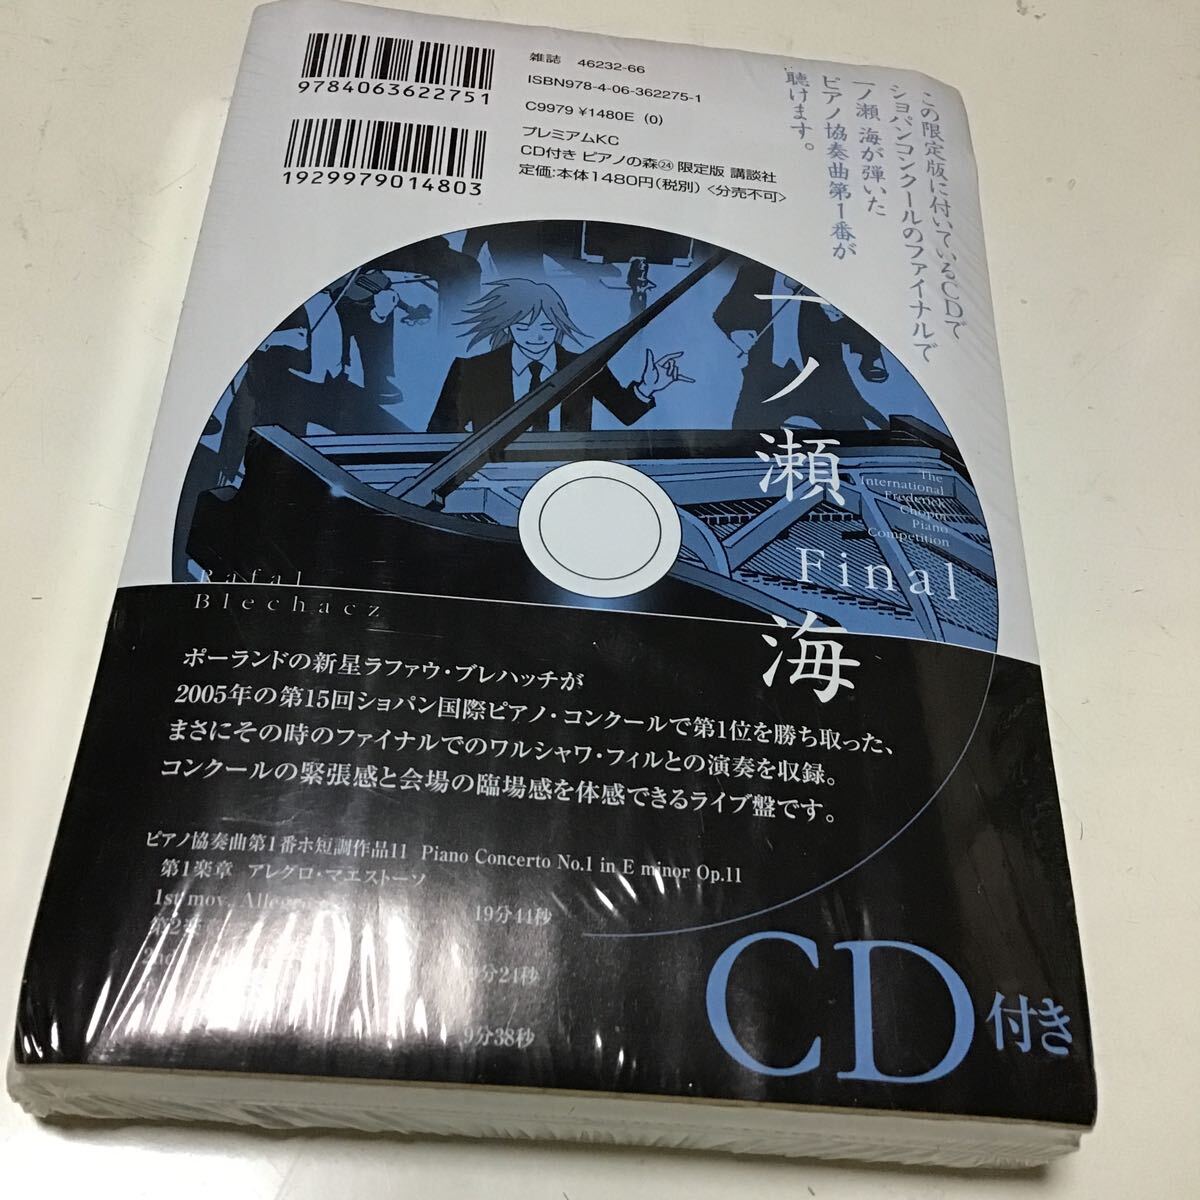 9784063622751
1929979014803
雑誌 46232-66
ISBN978-4-06-362275-1
C9979 ¥1480E (0)
プレミアムKC
CD付き ピアノの森㉔ 限定版 講談社
定価:本体1480円(税別)〈分売不可〉
この限定版に付いているCDで
ショパンコンクールのファイナルで
一ノ瀬 海が弾いた
ピアノ協奏曲第1番が
聴けます。
一ノ瀬 海
The
International
Frederick
Chopin
Piano
Competition
Final
Rafal
Blechacz
ポーランドの新星ラファウ・ブレハッチが
2005年の第15回ショパン国際ピアノ・コンクールで第1位を勝ち取った、
まさにその時のファイナルでのワルシャワ・フィルとの演奏を収録。
コンクールの緊張感と会場の臨場感を体感できるライブ盤です。
ピアノ協奏曲第1番ホ短調作品11 Piano Concerto No.1 in E minor Op.11
第1楽章 アレグロ・マエストーソ
1st mov. 19分44秒
第2楽
2nd 分24秒
9分38秒
CD付き